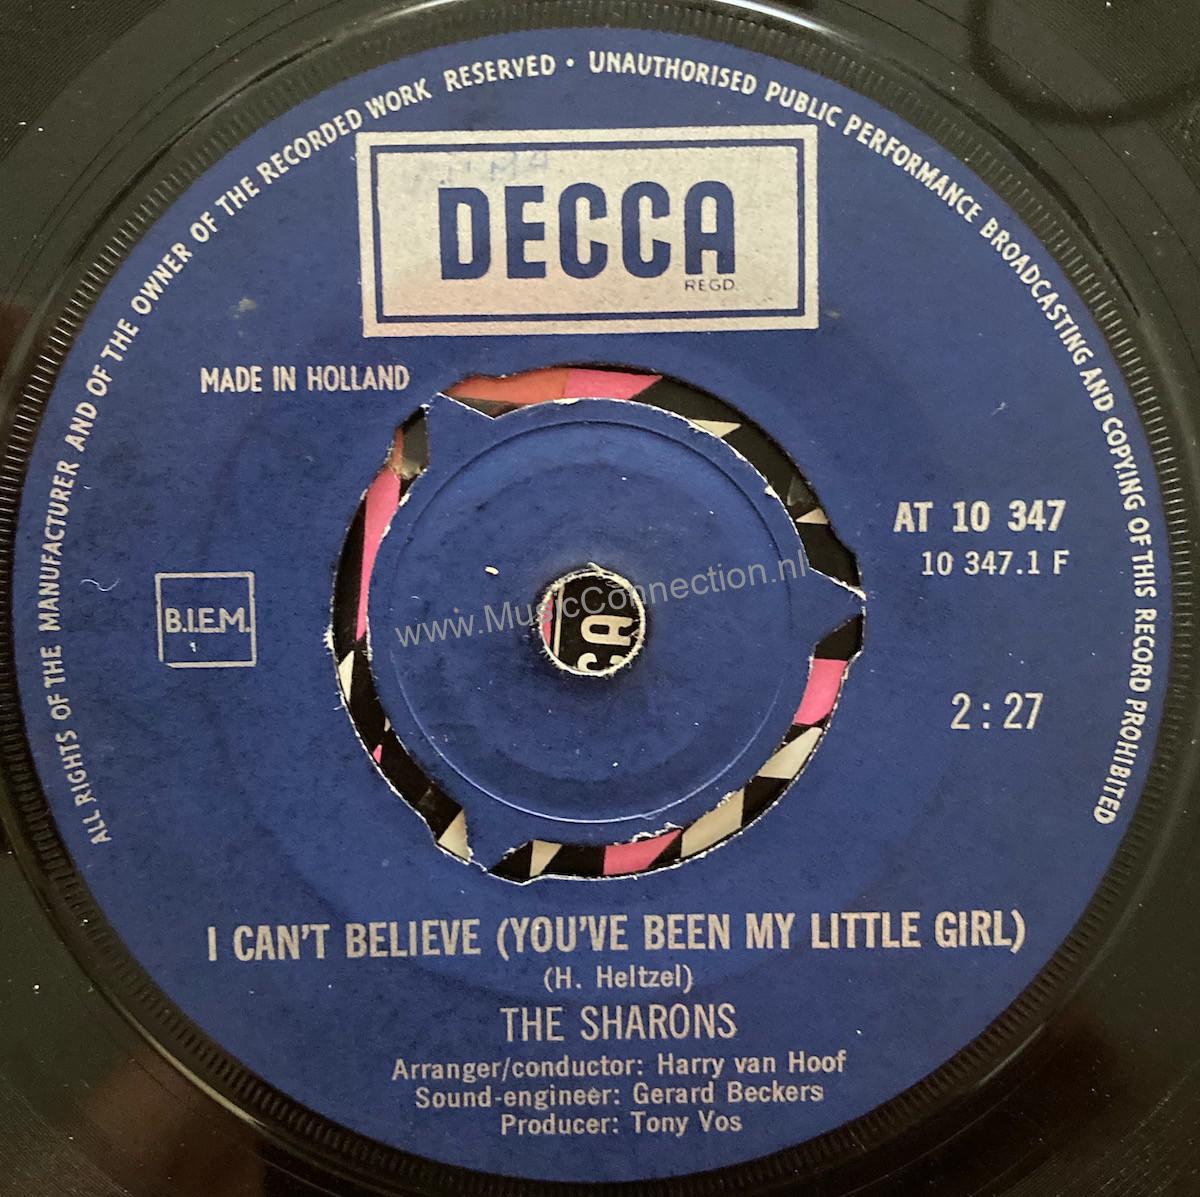 ALL RIGHTS OF THE MANUFACTURER AND OF THE OWNER OF THE RECORDED WORK RESERVED • UNAUTHORISED PUBLIC PERFORMANCE BROADCASTING AND COPYING OF THIS RECORD PROHIBITED
DECCA
REGD.
MADE IN HOLLAND
AT 10 347
10 347.1 F
B.I.E.M.
www.MusicConnection.nl
CA
2:27
I CAN'T BELIEVE (YOU'VE BEEN MY LITTLE GIRL)
(H. Heltzel)
THE SHARONS
Arranger/conductor: Harry van Hoof
Sound-engineer: Gerard Beckers
Producer: Tony Vos